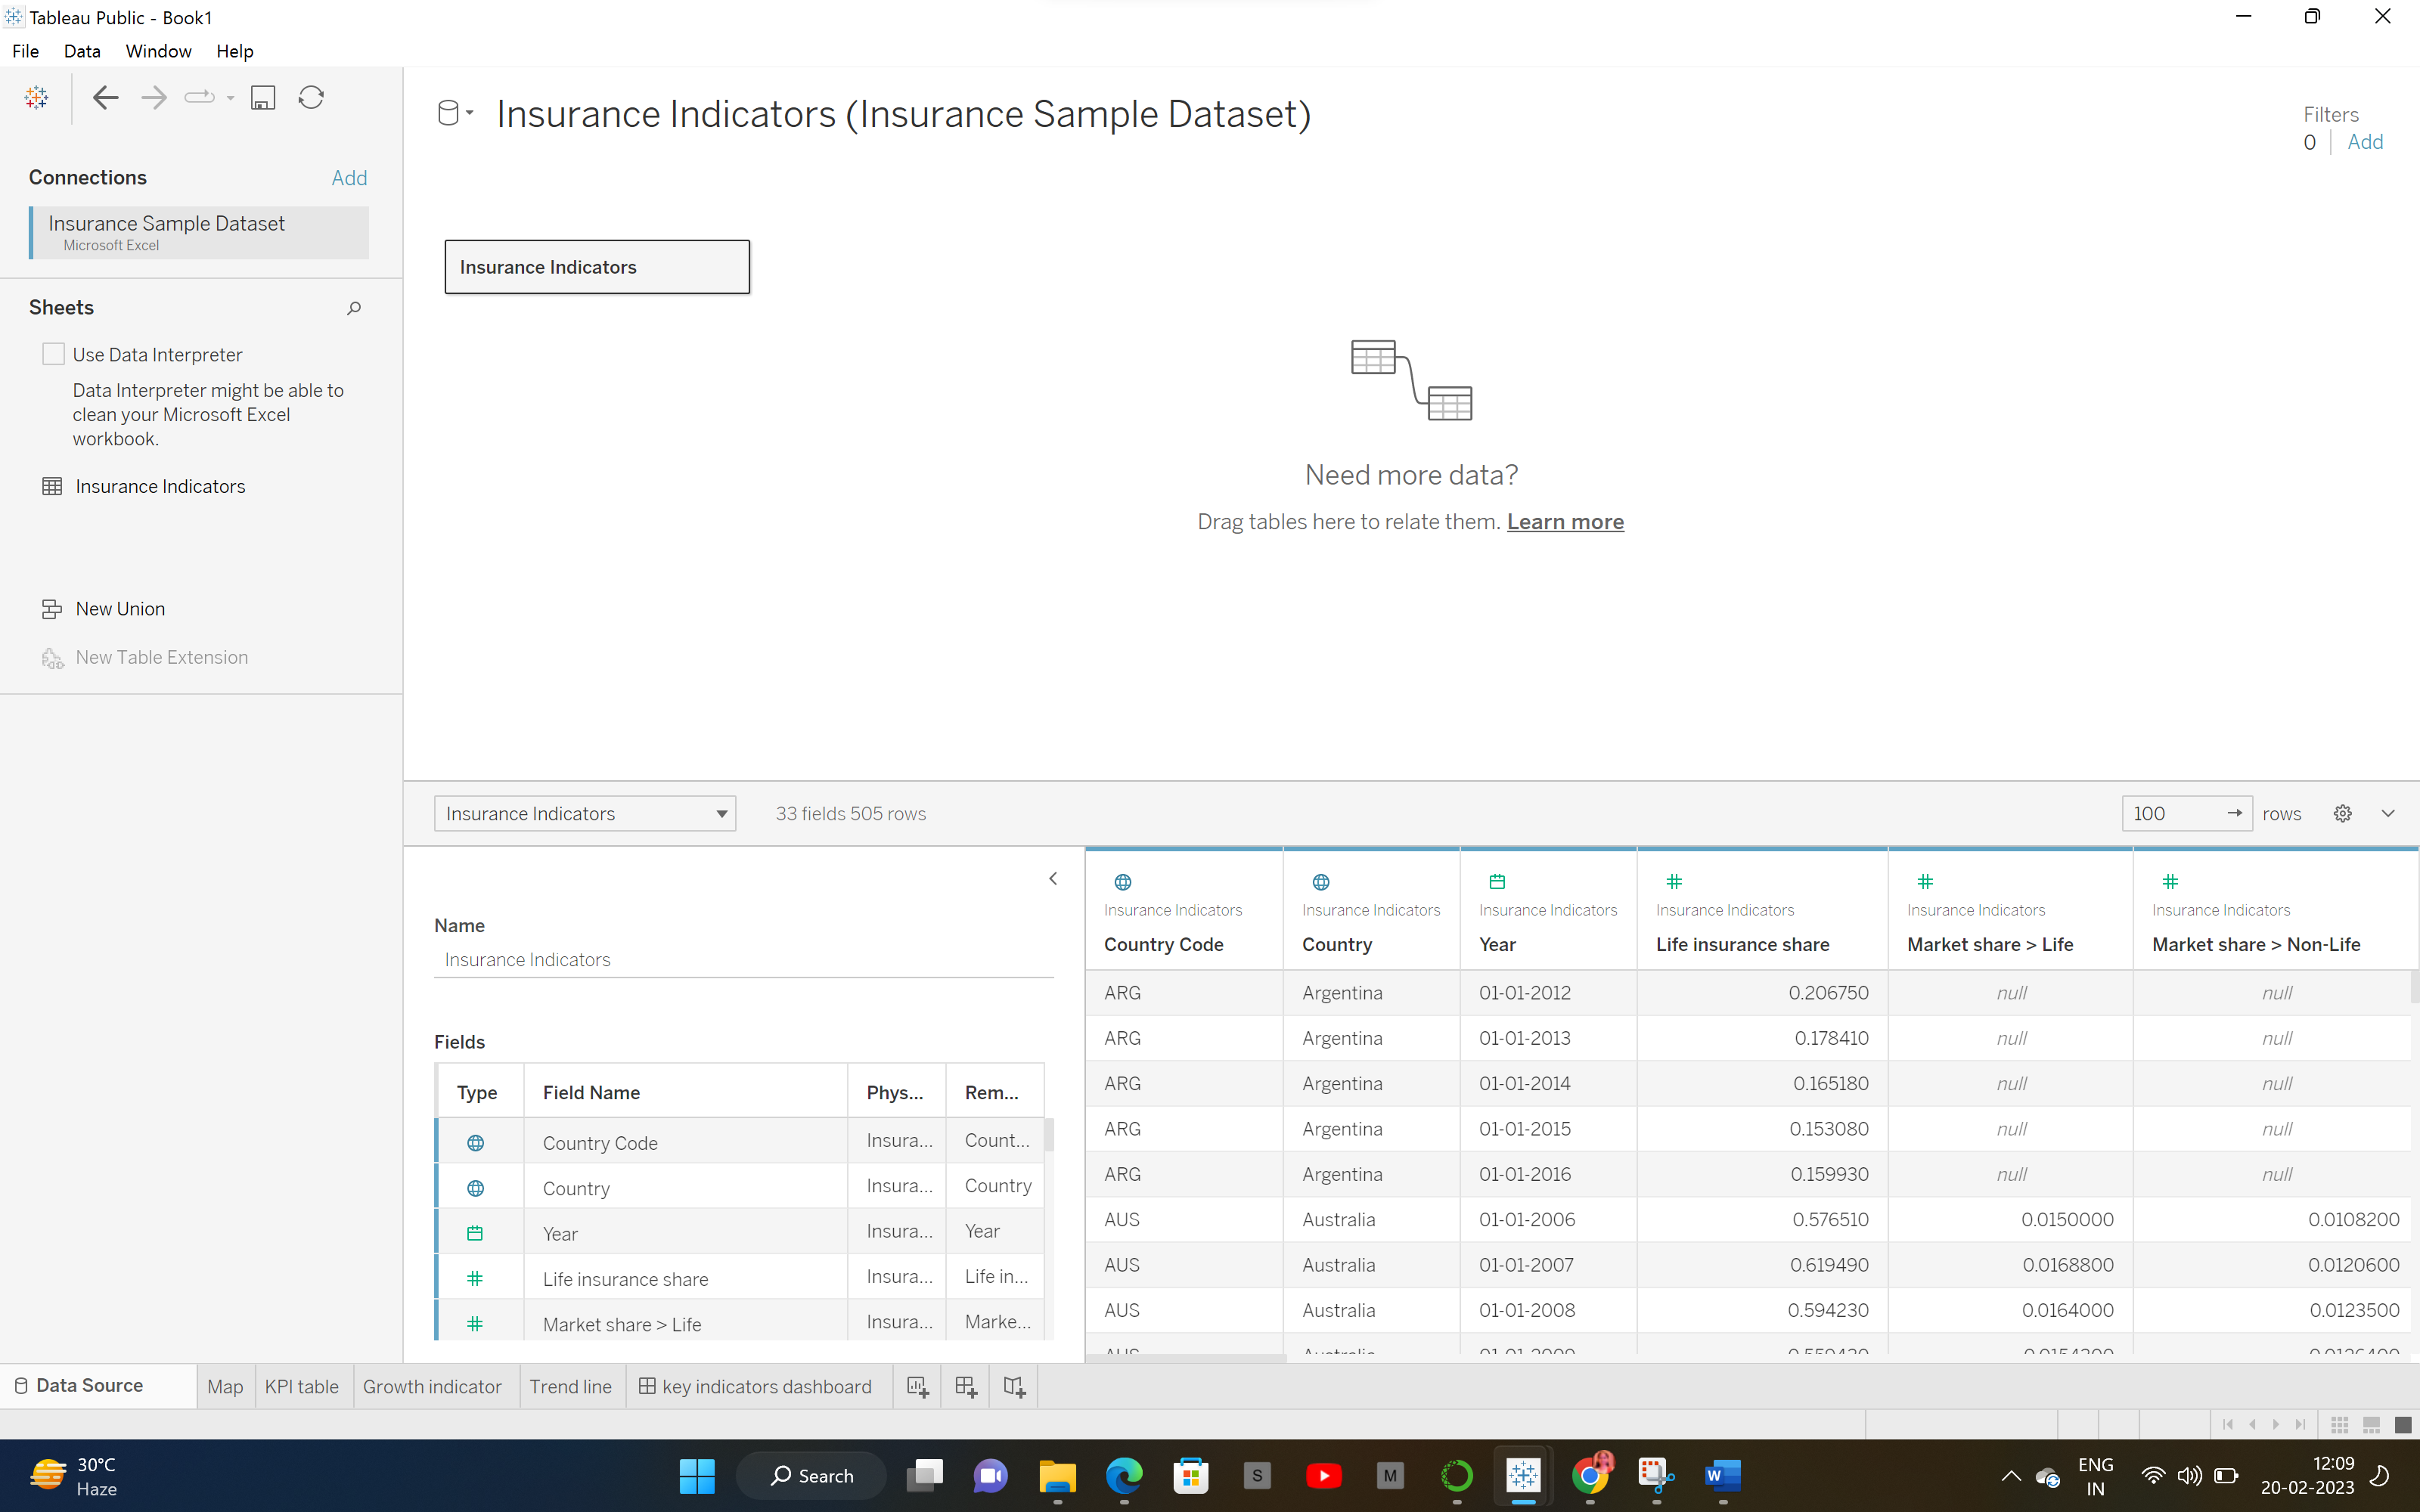 Tableau Public - Book1
File Data Window Help
Insurance Indicators (Insurance Sample Dataset)
Filters
0 Add
Connections Add
Insurance Sample Dataset
Microsoft Excel
Insurance Indicators
Sheets
Use Data Interpreter
Data Interpreter might be able to
clean your Microsoft Excel
workbook.
Insurance Indicators
Need more data?
Drag tables here to relate them. Learn more
New Union
New Table Extension
Insurance Indicators 33 fields 505 rows 100 rows
Name
Insurance Indicators
Fields
Type Field Name Phys... Rem...
Country Code Insura... Count...
Country Insura... Country
Year Insura... Year
Life insurance share Insura... Life in...
Market share > Life Insura... Marke...
Insurance Indicators Insurance Indicators Insurance Indicators Insurance Indicators Insurance Indicators Insurance Indicators
Country Code Country Year Life insurance share Market share > Life Market share > Non-Life
ARG Argentina 01-01-2012 0.206750 null null
ARG Argentina 01-01-2013 0.178410 null null
ARG Argentina 01-01-2014 0.165180 null null
ARG Argentina 01-01-2015 0.153080 null null
ARG Argentina 01-01-2016 0.159930 null null
AUS Australia 01-01-2006 0.576510 0.0150000 0.0108200
AUS Australia 01-01-2007 0.619490 0.0168800 0.0120600
AUS Australia 01-01-2008 0.594230 0.0164000 0.0123500
Data Source Map KPI table Growth indicator Trend line key indicators dashboard
30°C
Haze
Search
S
M
W
ENG
IN
12:09
20-02-2023